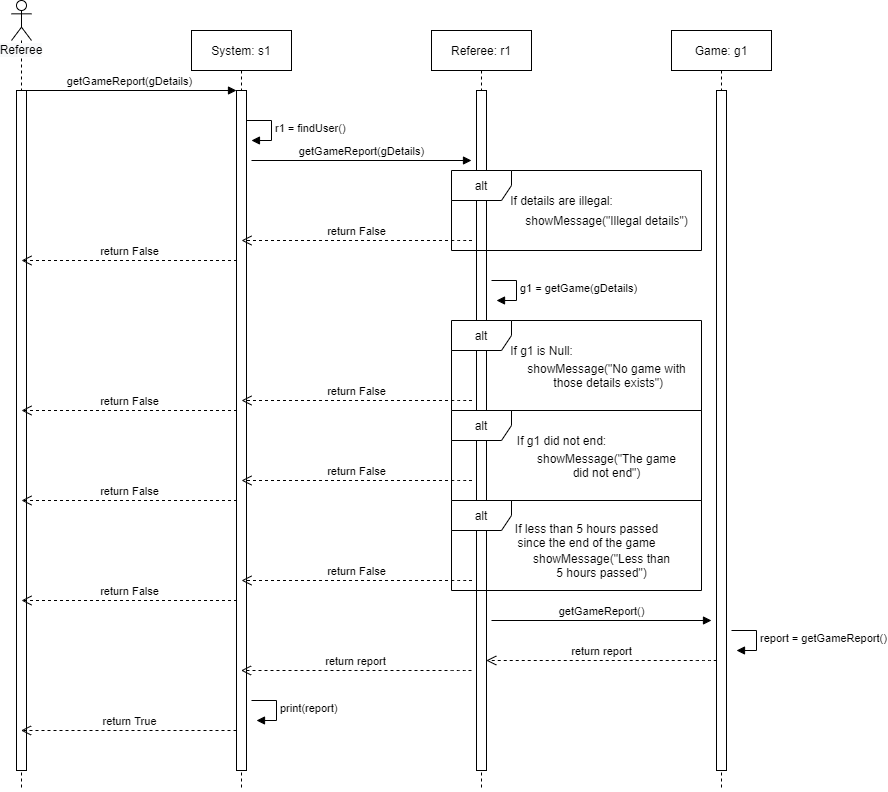 Referee
System: s1
Referee: r1
Game: g1
getGameReport(gDetails)
r1 = findUser()
getGameReport(gDetails)
alt
If details are illegal:
showMessage("Illegal details")
return False
return False
g1 = getGame(gDetails)
alt
If g1 is Null:
showMessage("No game with
those details exists")
return False
return False
alt
If g1 did not end:
showMessage("The game
did not end")
return False
return False
alt
If less than 5 hours passed
since the end of the game
showMessage("Less than
5 hours passed")
return False
return False
getGameReport()
report = getGameReport()
return report
return report
print(report)
return True